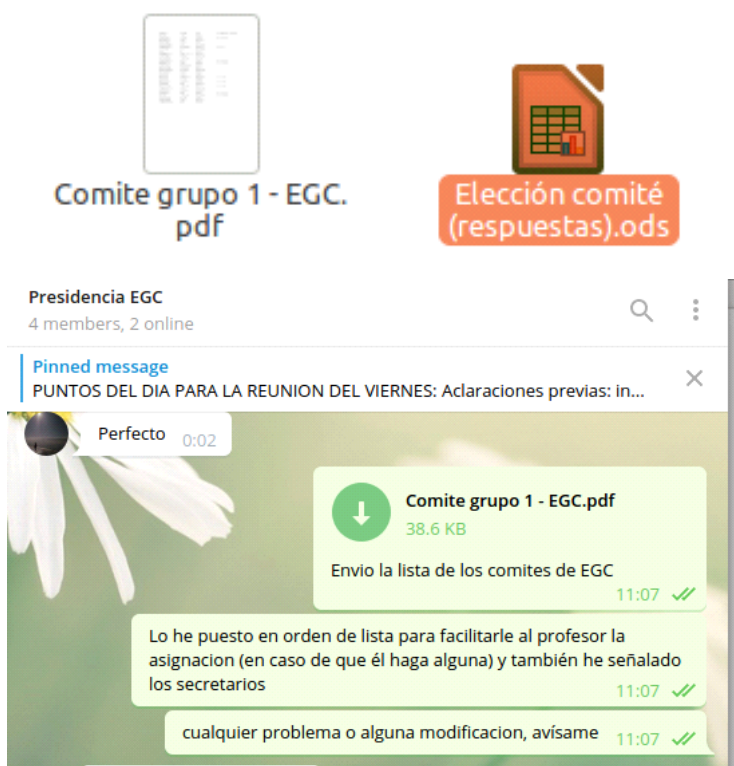 Comite grupo 1 - EGC.
pdf
Elección comité
(respuestas).ods
Presidencia EGC
4 members, 2 online
Pinned message
PUNTOS DEL DIA PARA LA REUNION DEL VIERNES: Aclaraciones previas: in...
Perfecto 0:02
Comite grupo 1 - EGC.pdf
38.6 KB
Envio la lista de los comites de EGC
11:07
Lo he puesto en orden de lista para facilitarle al profesor la
asignacion (en caso de que él haga alguna) y también he señalado
los secretarios
11:07
cualquier problema o alguna modificacion, avísame 11:07